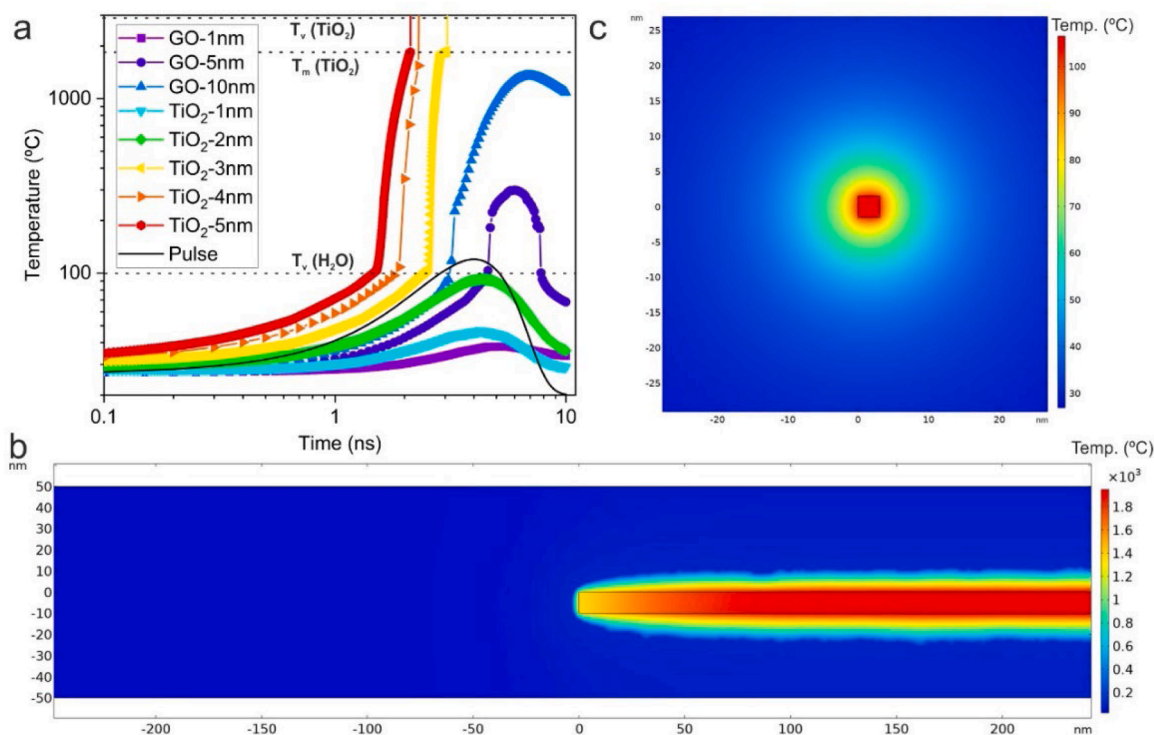 a
Temperature (ºC)
1000
100
0.1
1
10
Time (ns)
GO-1nm
GO-5nm
GO-10nm
TiO₂-1nm
TiO₂-2nm
TiO₂-3nm
TiO₂-4nm
TiO₂-5nm
Pulse
Tᵥ (TiO₂)
Tₘ (TiO₂)
Tᵥ (H₂O)
c
nm
25
20
15
10
5
0
-5
-10
-15
-20
-25
-20 -10 0 10 20 nm
Temp. (ºC)
100
90
80
70
60
50
40
30
b
nm
50
40
30
20
10
0
-10
-20
-30
-40
-50
-200 -150 -100 -50 0 50 100 150 200 nm
Temp. (ºC)
×10³
1.8
1.6
1.4
1.2
1
0.8
0.6
0.4
0.2